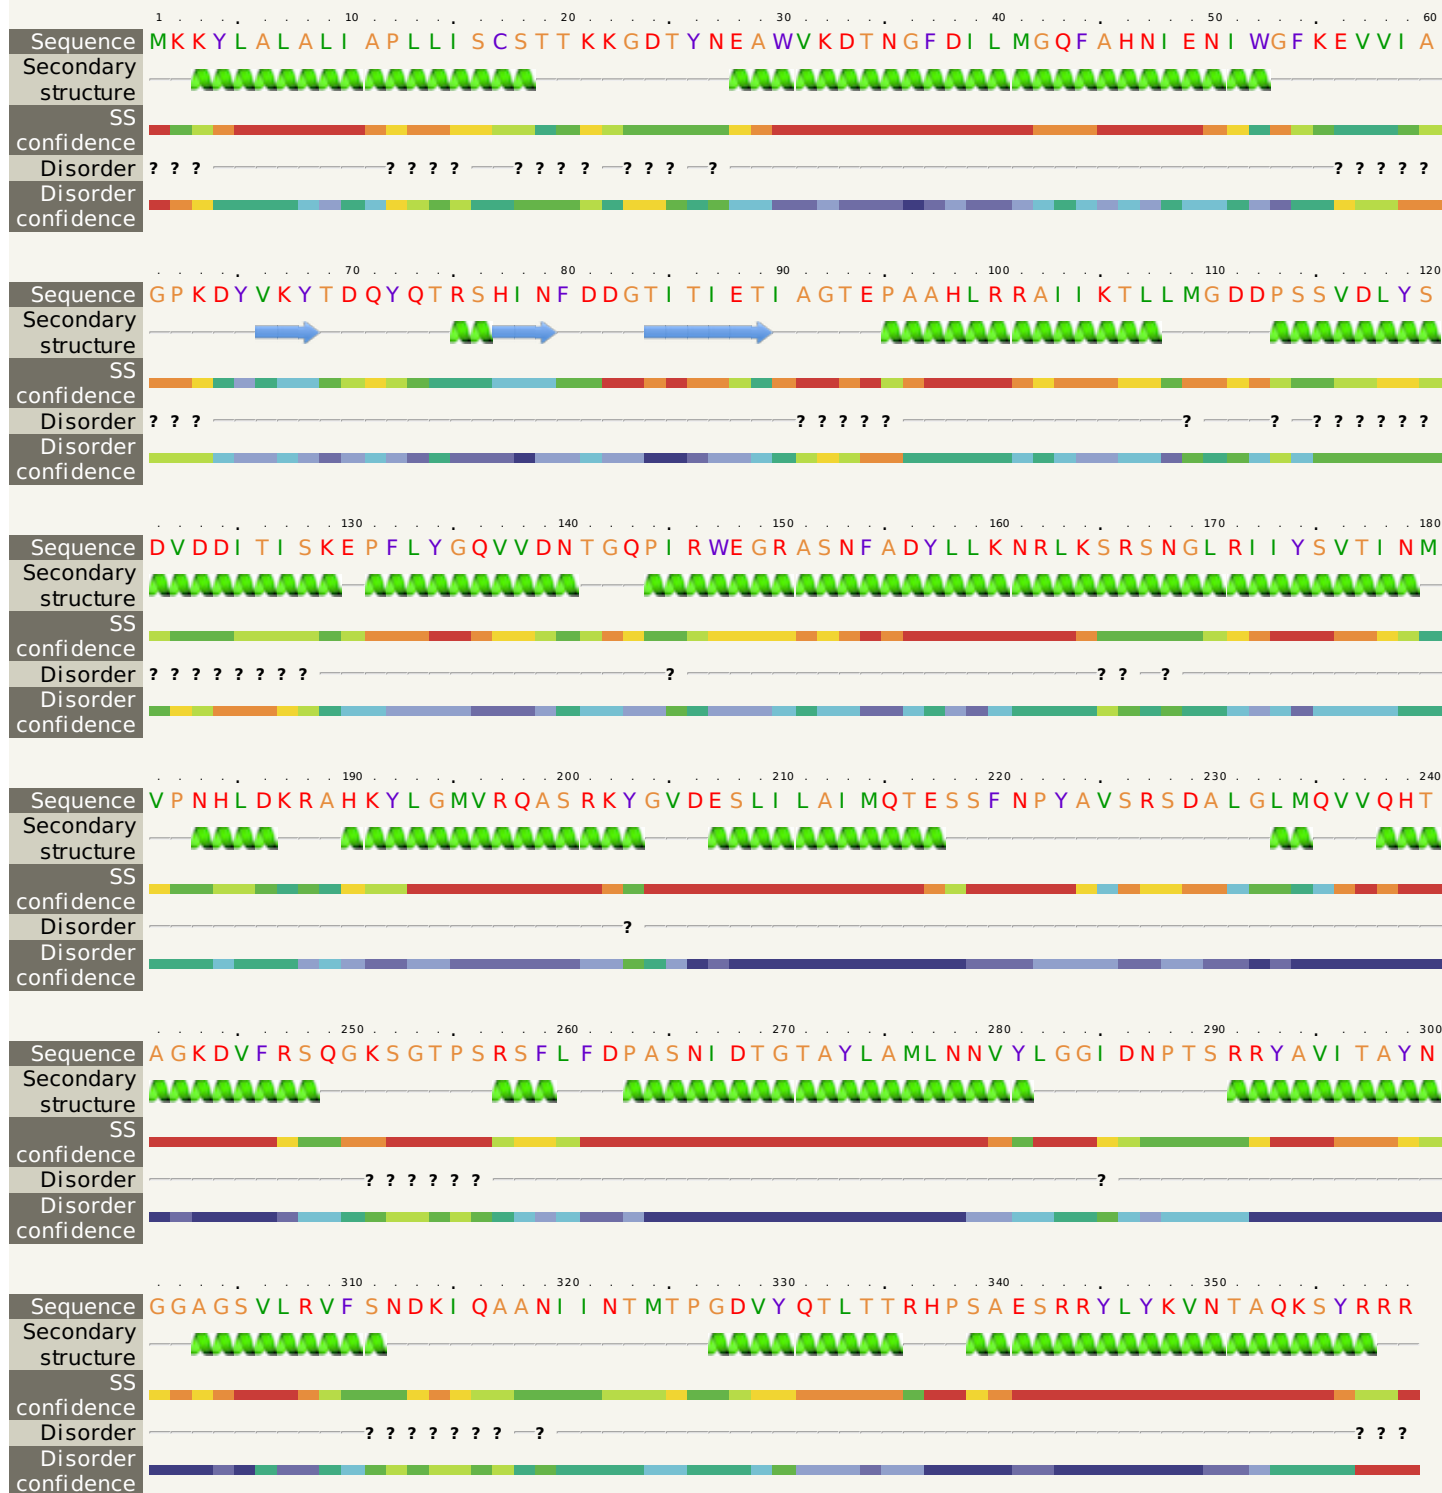 1 10 20 30 40 50 60
Sequence MKKYLALALIAPLLISCSTTKKGDTYNEAWVKDTNGFDILMGQFAHNIENIWGFKEVVIA
Secondary
structure
SS
confidence
Disorder ? ? ? ? ? ? ? ? ? ? ? ? ? ? ? ? ? ? ? ?
Disorder
confidence
70 80 90 100 110 120
Sequence GPKDYVKYTDQYQTRSHINFDDGTITIETIAGTEPAAHLRRAIIKTLLMGDDPSSVDLYS
Secondary
structure
SS
confidence
Disorder ? ? ? ? ? ? ? ? ? ? ? ? ? ? ? ?
Disorder
confidence
130 140 150 160 170 180
Sequence DVDDITISKEPFLYGQVVDNTGQPIRWEGRASNFADYLLKNRLKSRSNGLRIIYSVTINM
Secondary
structure
SS
confidence
Disorder ? ? ? ? ? ? ? ? ? ? ? ?
Disorder
confidence
190 200 210 220 230 240
Sequence VPNHLDKRAHKYLGMVRQASRKYGVDESLILAIMQTESSFNPYAVSRSDALGLMQVVQHT
Secondary
structure
SS
confidence
Disorder ?
Disorder
confidence
250 260 270 280 290 300
Sequence AGKDVFRSQGKSGTPSRSFLFDPASNIDTGTAYLAMLNNVYLGGIDNPTSRRYAVITAYN
Secondary
structure
SS
confidence
Disorder ? ? ? ? ? ? ?
Disorder
confidence
310 320 330 340 350
Sequence GGAGSVLRVFSNDKIQAANIINTMTPGDVYQTLTTRHPSAESRRYLYKVNTAQKSYRRR
Secondary
structure
SS
confidence
Disorder ? ? ? ? ? ? ? ? ? ? ?
Disorder
confidence